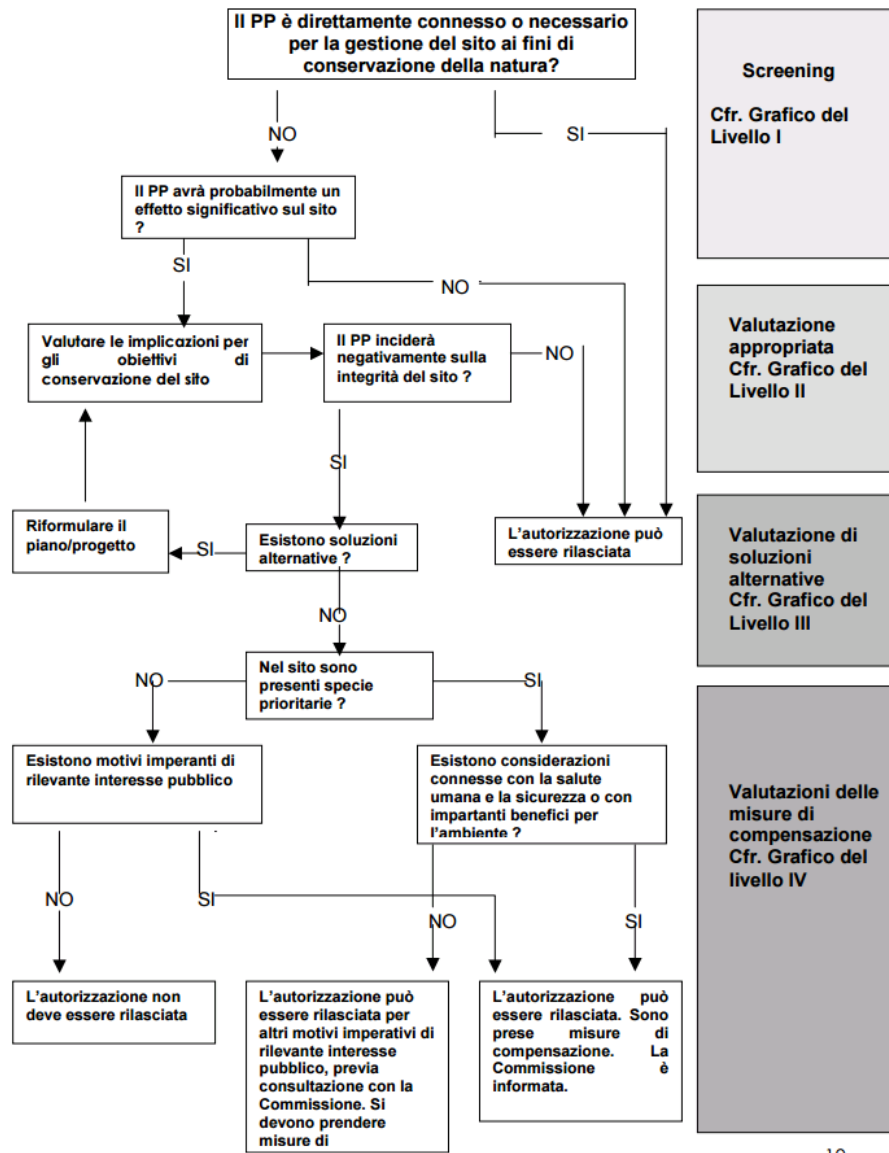 Il PP è direttamente connesso o necessario
per la gestione del sito ai fini di
conservazione della natura?
Screening
Cfr. Grafico del
Livello I
NO
SI
Il PP avrà probabilmente un
effetto significativo sul sito
?
SI
NO
Valutazione
appropriata
Cfr. Grafico del
Livello II
Valutare le implicazioni per
gli obiettivi di
conservazione del sito
Il PP inciderà
negativamente sulla
integrità del sito ?
NO
SI
Riformulare il
piano/progetto
SI
Esistono soluzioni
alternative ?
L'autorizzazione può
essere rilasciata
Valutazione di
soluzioni
alternative
Cfr. Grafico del
Livello III
NO
NO
Nel sito sono
presenti specie
prioritarie ?
SI
Esistono motivi imperanti di
rilevante interesse pubblico
Esistono considerazioni
connesse con la salute
umana e la sicurezza o con
impartanti benefici per
l'ambiente ?
Valutazioni delle
misure di
compensazione
Cfr. Grafico del
livello IV
NO
SI
NO
SI
L'autorizzazione non
deve essere rilasciata
L'autorizzazione può
essere rilasciata per
altri motivi imperativi di
rilevante interesse
pubblico, previa
consultazione con la
Commissione. Si
devono prendere
misure di
L'autorizzazione può
essere rilasciata. Sono
prese misure di
compensazione. La
Commissione è
informata.